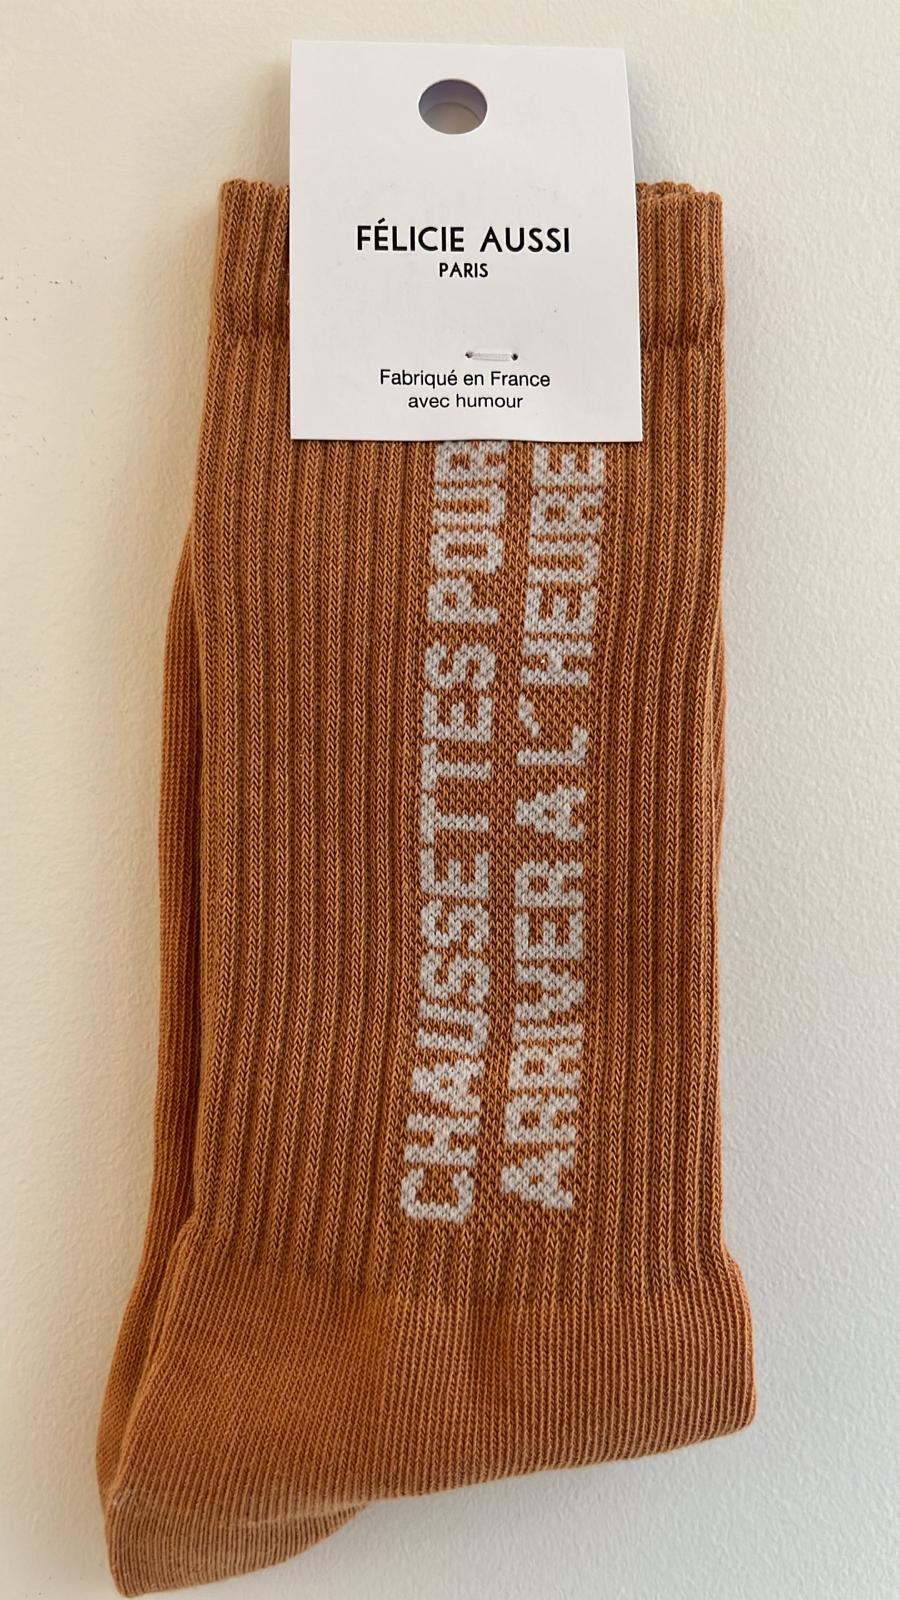 FÉLICIE AUSSI
PARIS
Fabriqué en France
avec humour
CHAUSSETTES POUR
ARRIVER A L'HEURE